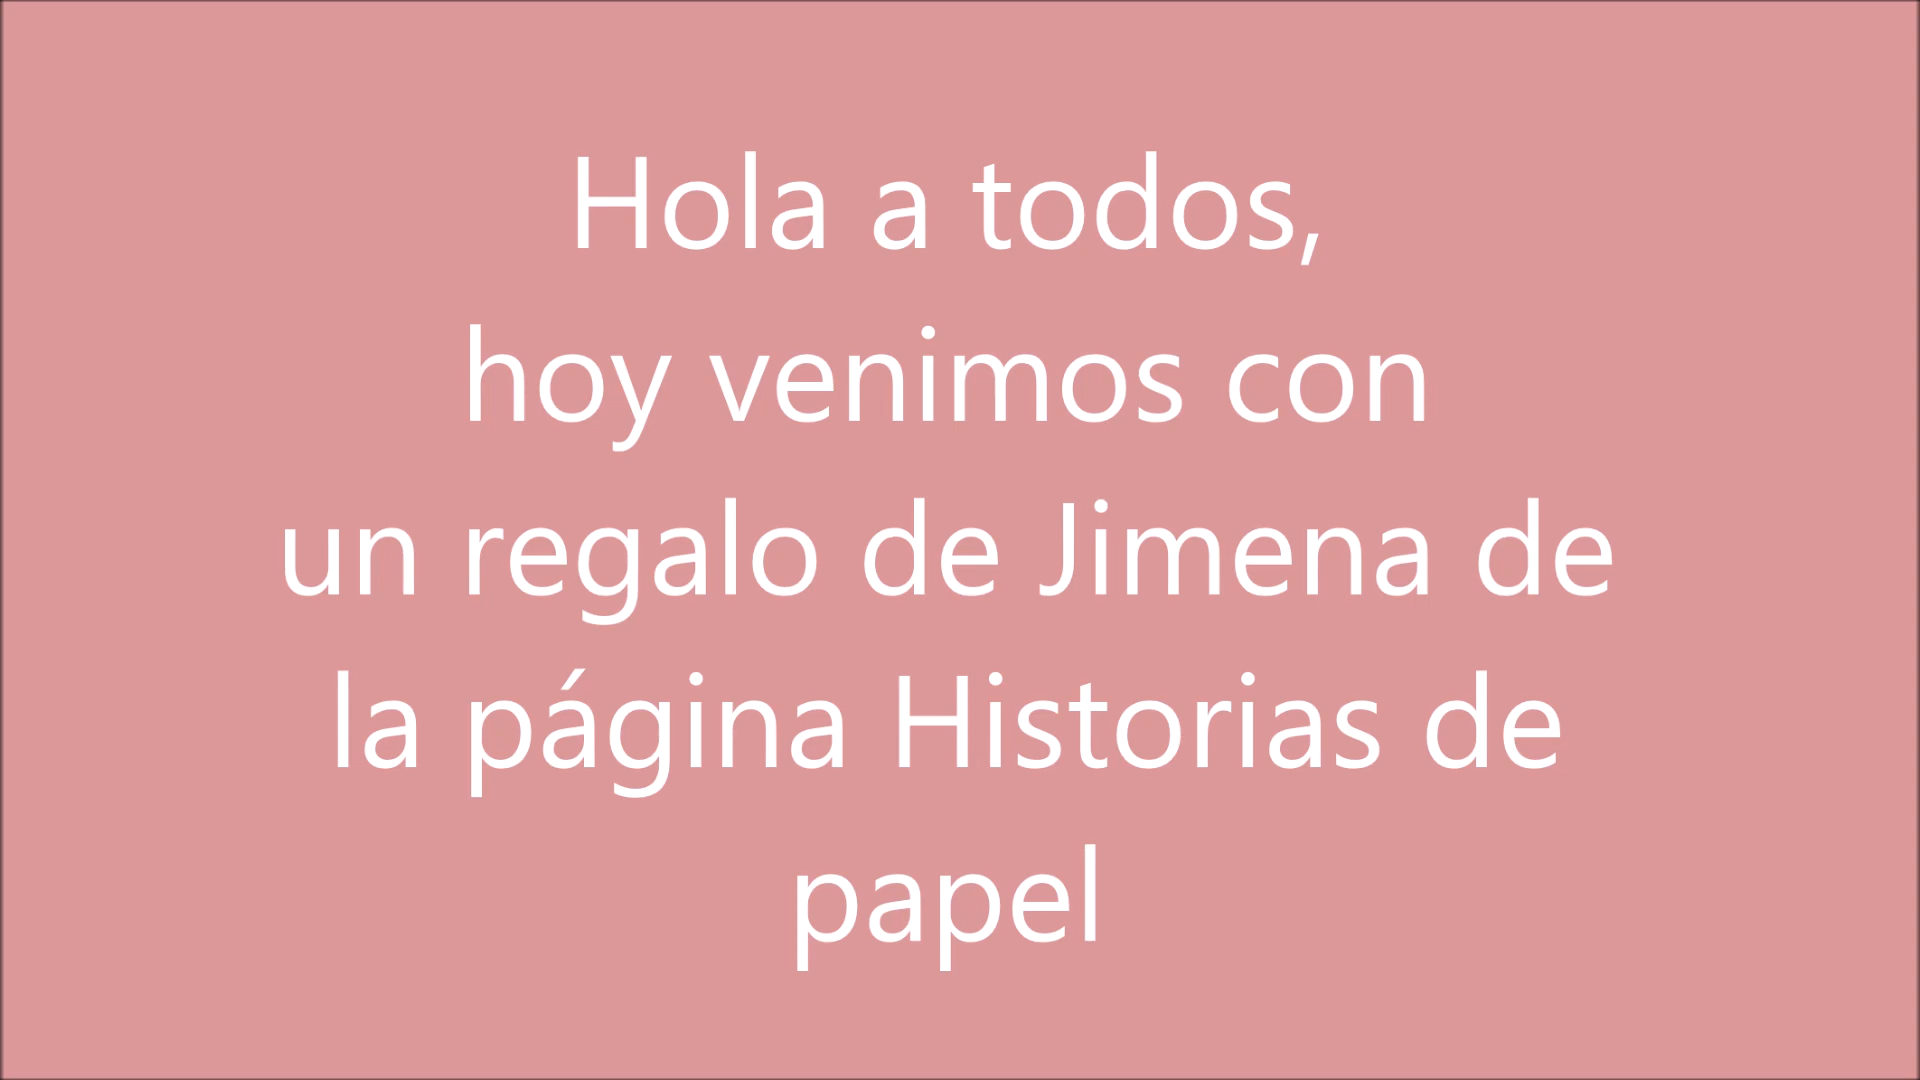 Hola a todos,
hoy venimos con
un regalo de Jimena de
la página Historias de
papel